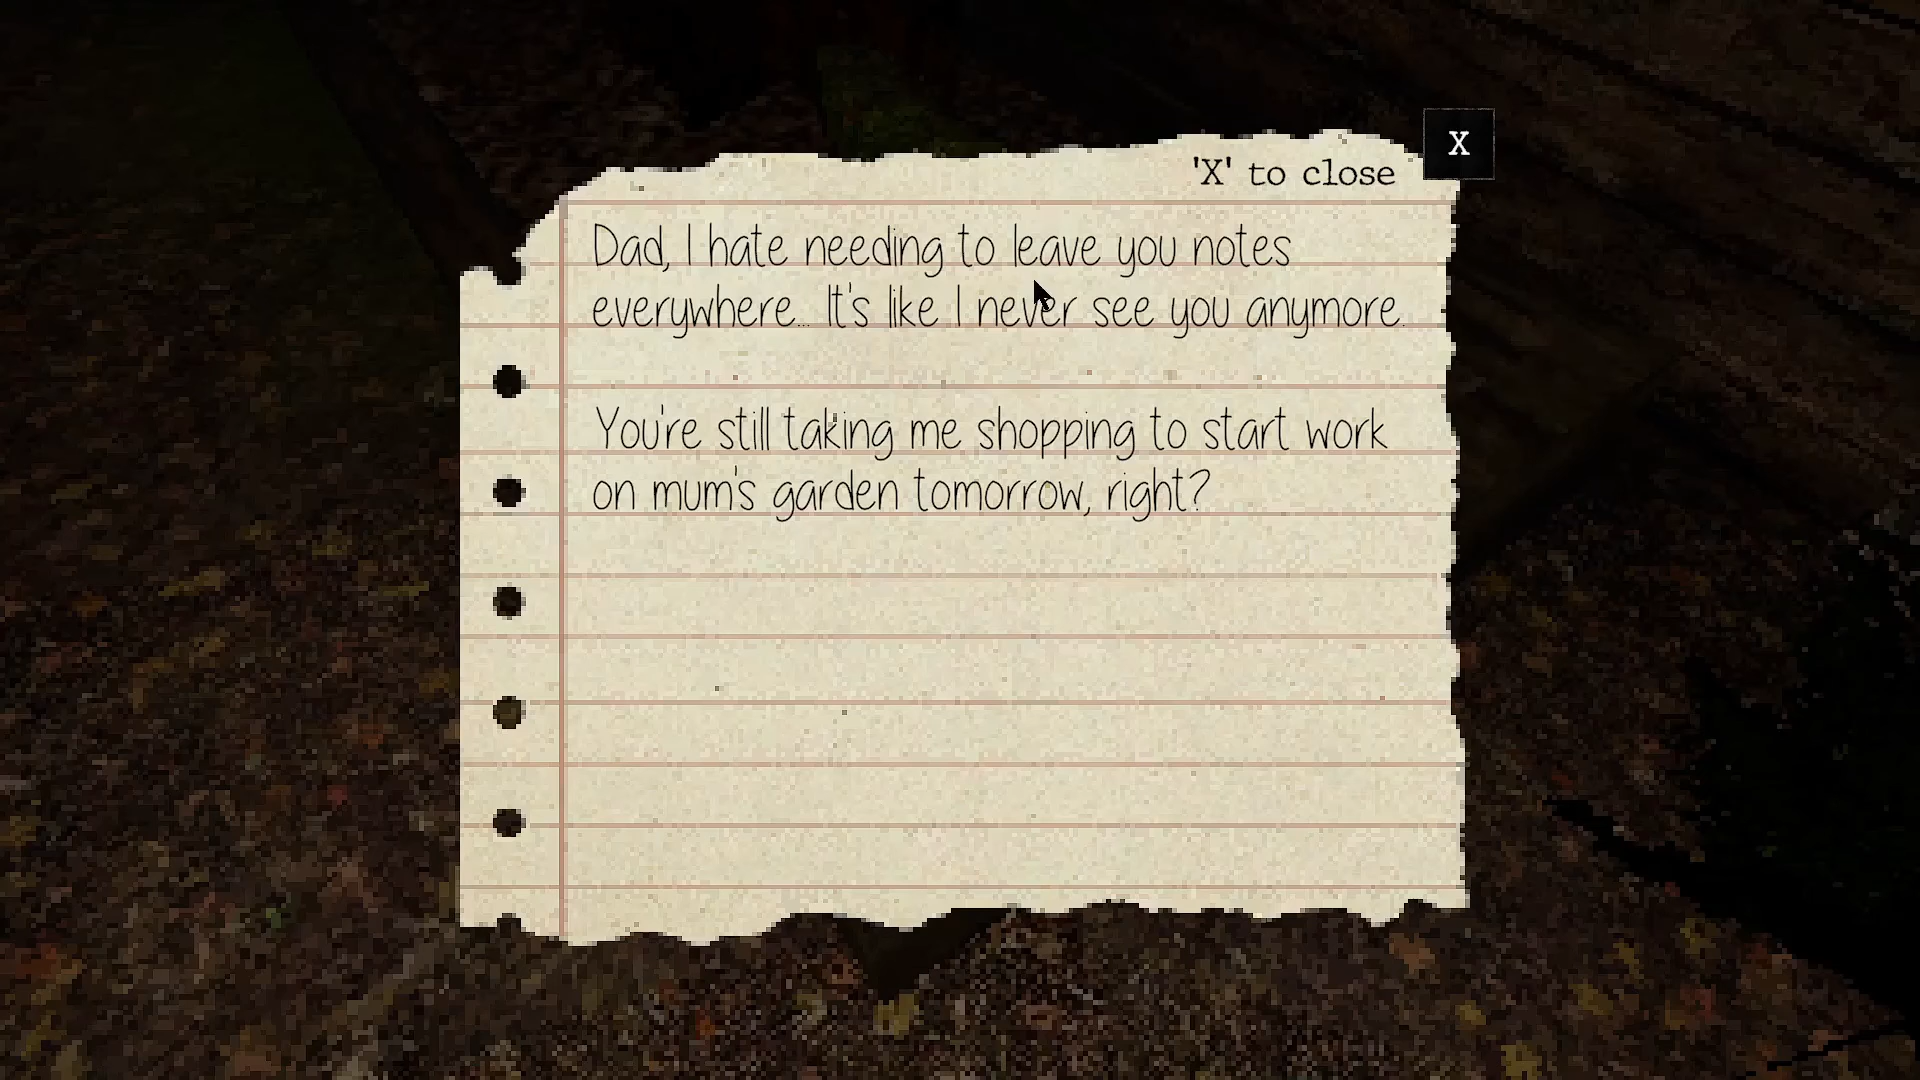 X
'X' to close
Dad, I hate needing to leave you notes
everywhere... It's like I never see you anymore.
You're still taking me shopping to start work
on mum's garden tomorrow, right?